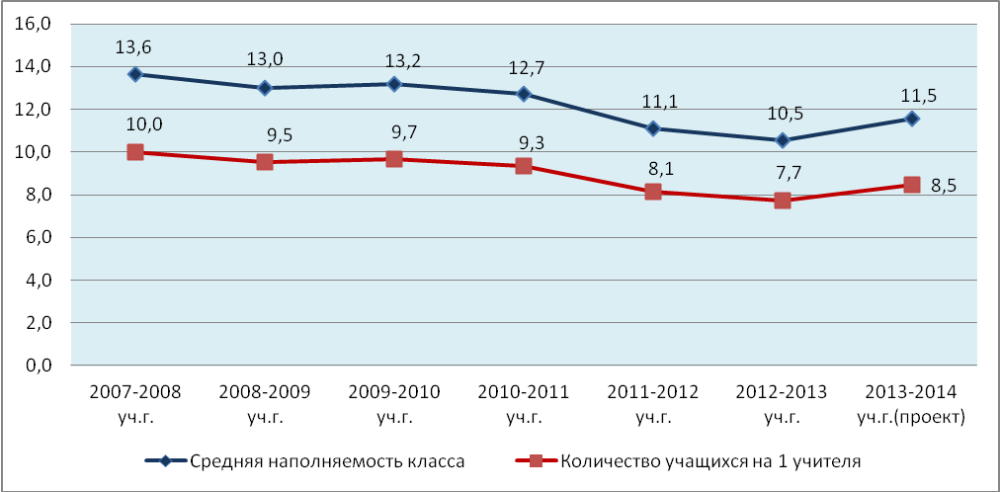 16,0
14,0
12,0
10,0
8,0
6,0
4,0
2,0
0,0
13,6
13,0
13,2
12,7
11,1
10,5
11,5
10,0
9,5
9,7
9,3
8,1
7,7
8,5
2007-2008 уч.г.
2008-2009 уч.г.
2009-2010 уч.г.
2010-2011 уч.г.
2011-2012 уч.г.
2012-2013 уч.г.
2013-2014 уч.г.(проект)
Средняя наполняемость класса
Количество учащихся на 1 учителя